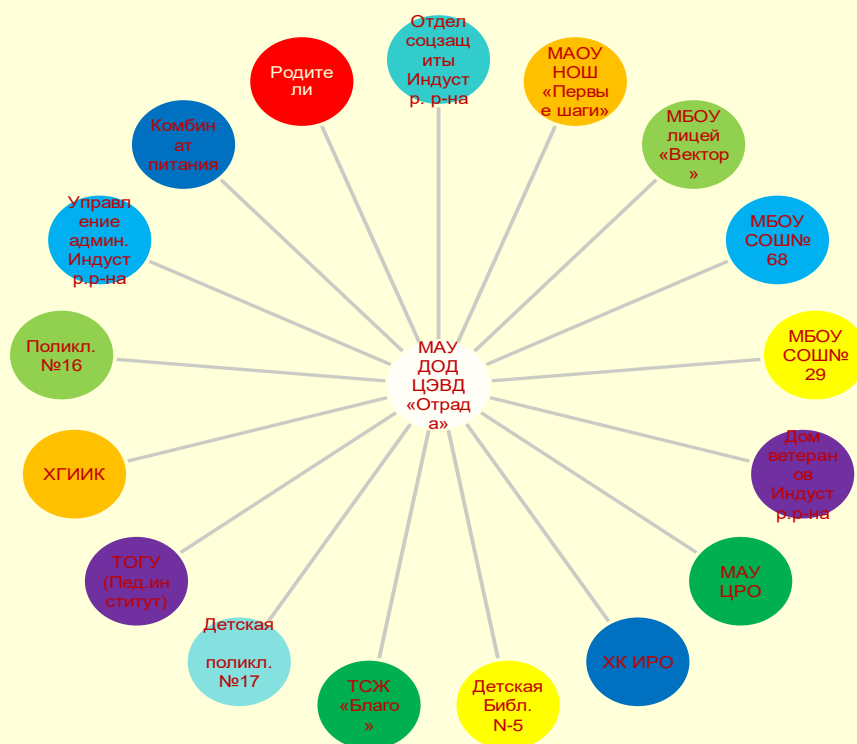 Отдел
соцзащ
иты
Индуст
р. р-на
МАОУ
НОШ
«Первы
е шаги»
МБОУ
лицей
«Вектор
»
МБОУ
СОШ№
68
МБОУ
СОШ№
29
Дом
ветеран
ов
Индуст
р.р-на
МАУ
ЦРО
ХК ИРО
Детская
Библ.
N-5
ТСЖ
«Благо
»
Детская
поликл.
№17
ТОГУ
(Пед.ин
ститут)
ХГИИК
Поликл.
№16
Управл
ение
админ.
Индуст
р.р-на
Комбин
ат
питания
Родите
ли
МАУ
ДОД
ЦЭВД
«Отрад
а»